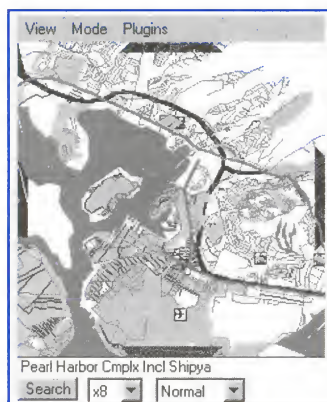 View Mode Plugins
Pearl Harbor Cmplx Incl Shipya
Search x8 Normal